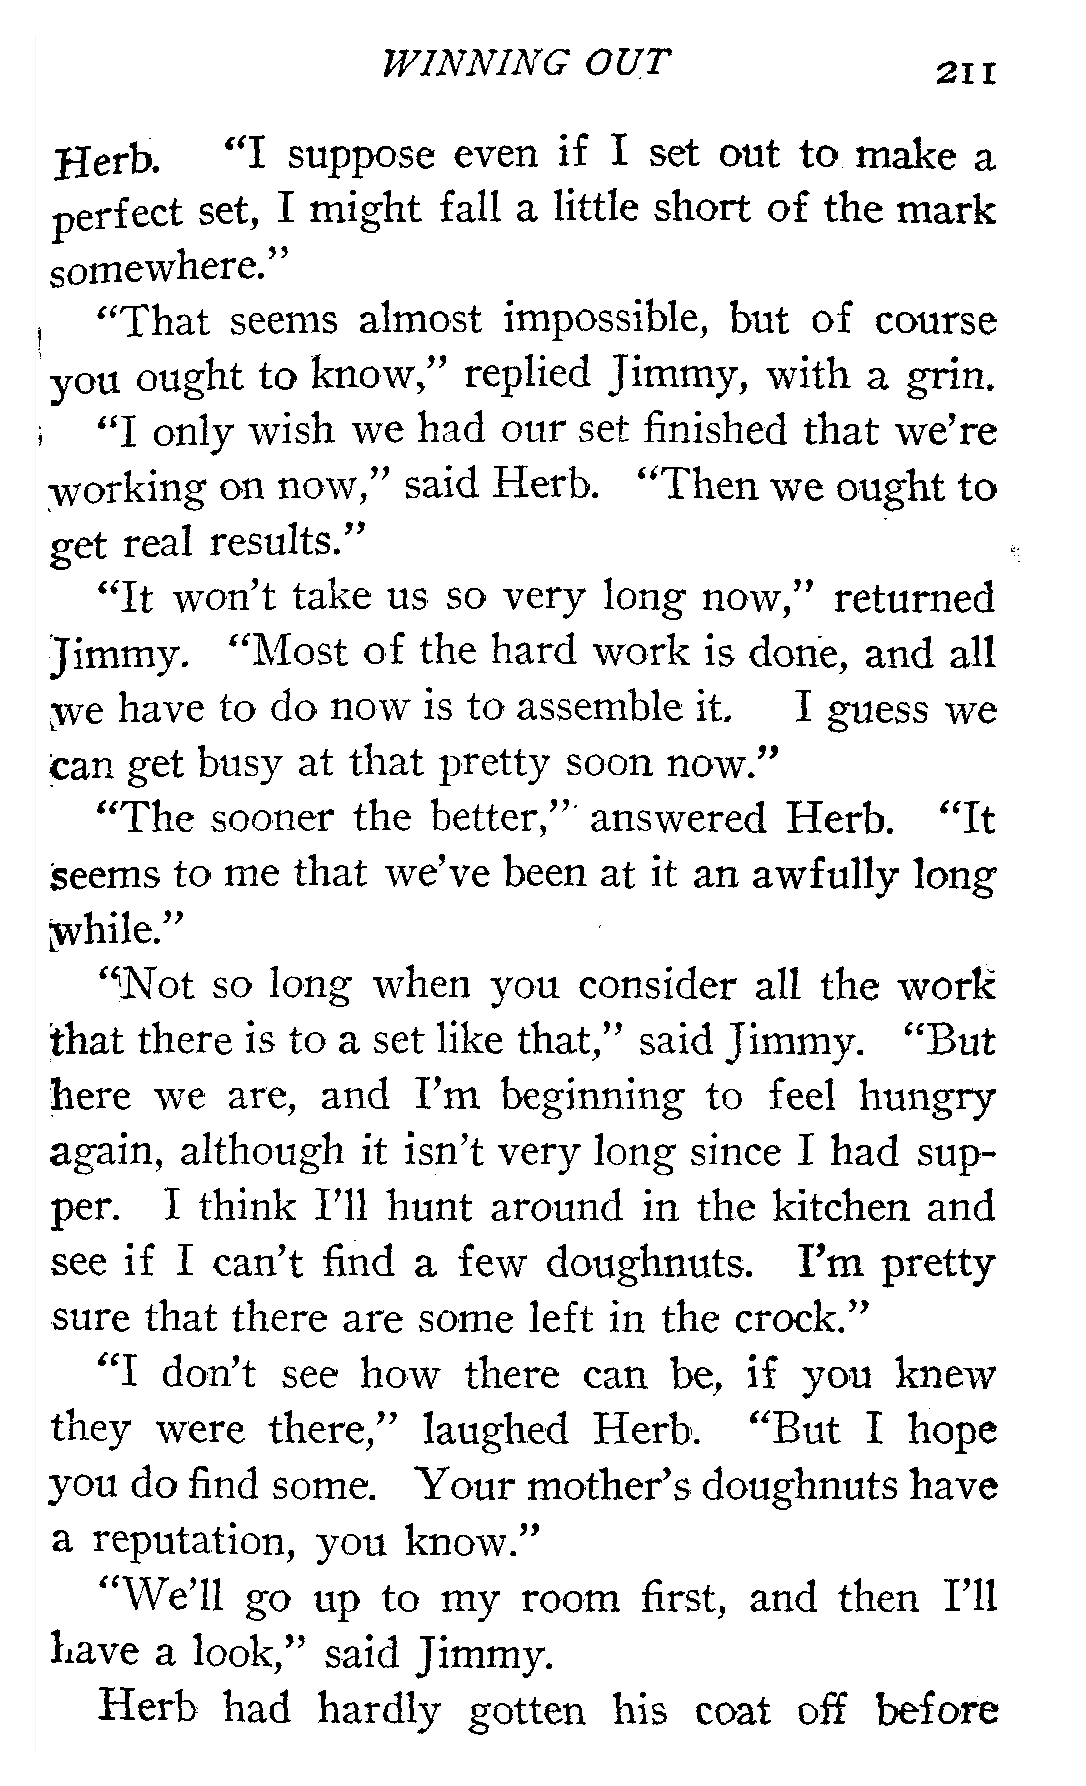 WINNING OUT 211
Herb. "I suppose even if I set out to make a
perfect set, I might fall a little short of the mark
somewhere."
"That seems almost impossible, but of course
you ought to know," replied Jimmy, with a grin.
"I only wish we had our set finished that we're
working on now," said Herb. "Then we ought to
get real results."
"It won't take us so very long now," returned
Jimmy. "Most of the hard work is done, and all
we have to do now is to assemble it. I guess we
can get busy at that pretty soon now."
"The sooner the better," answered Herb. "It
seems to me that we've been at it an awfully long
while."
"Not so long when you consider all the work
that there is to a set like that," said Jimmy. "But
here we are, and I'm beginning to feel hungry
again, although it isn't very long since I had sup-
per. I think I'll hunt around in the kitchen and
see if I can't find a few doughnuts. I'm pretty
sure that there are some left in the crock."
"I don't see how there can be, if you knew
they were there," laughed Herb. "But I hope
you do find some. Your mother's doughnuts have
a reputation, you know."
"We'll go up to my room first, and then I'll
have a look," said Jimmy.
Herb had hardly gotten his coat off before